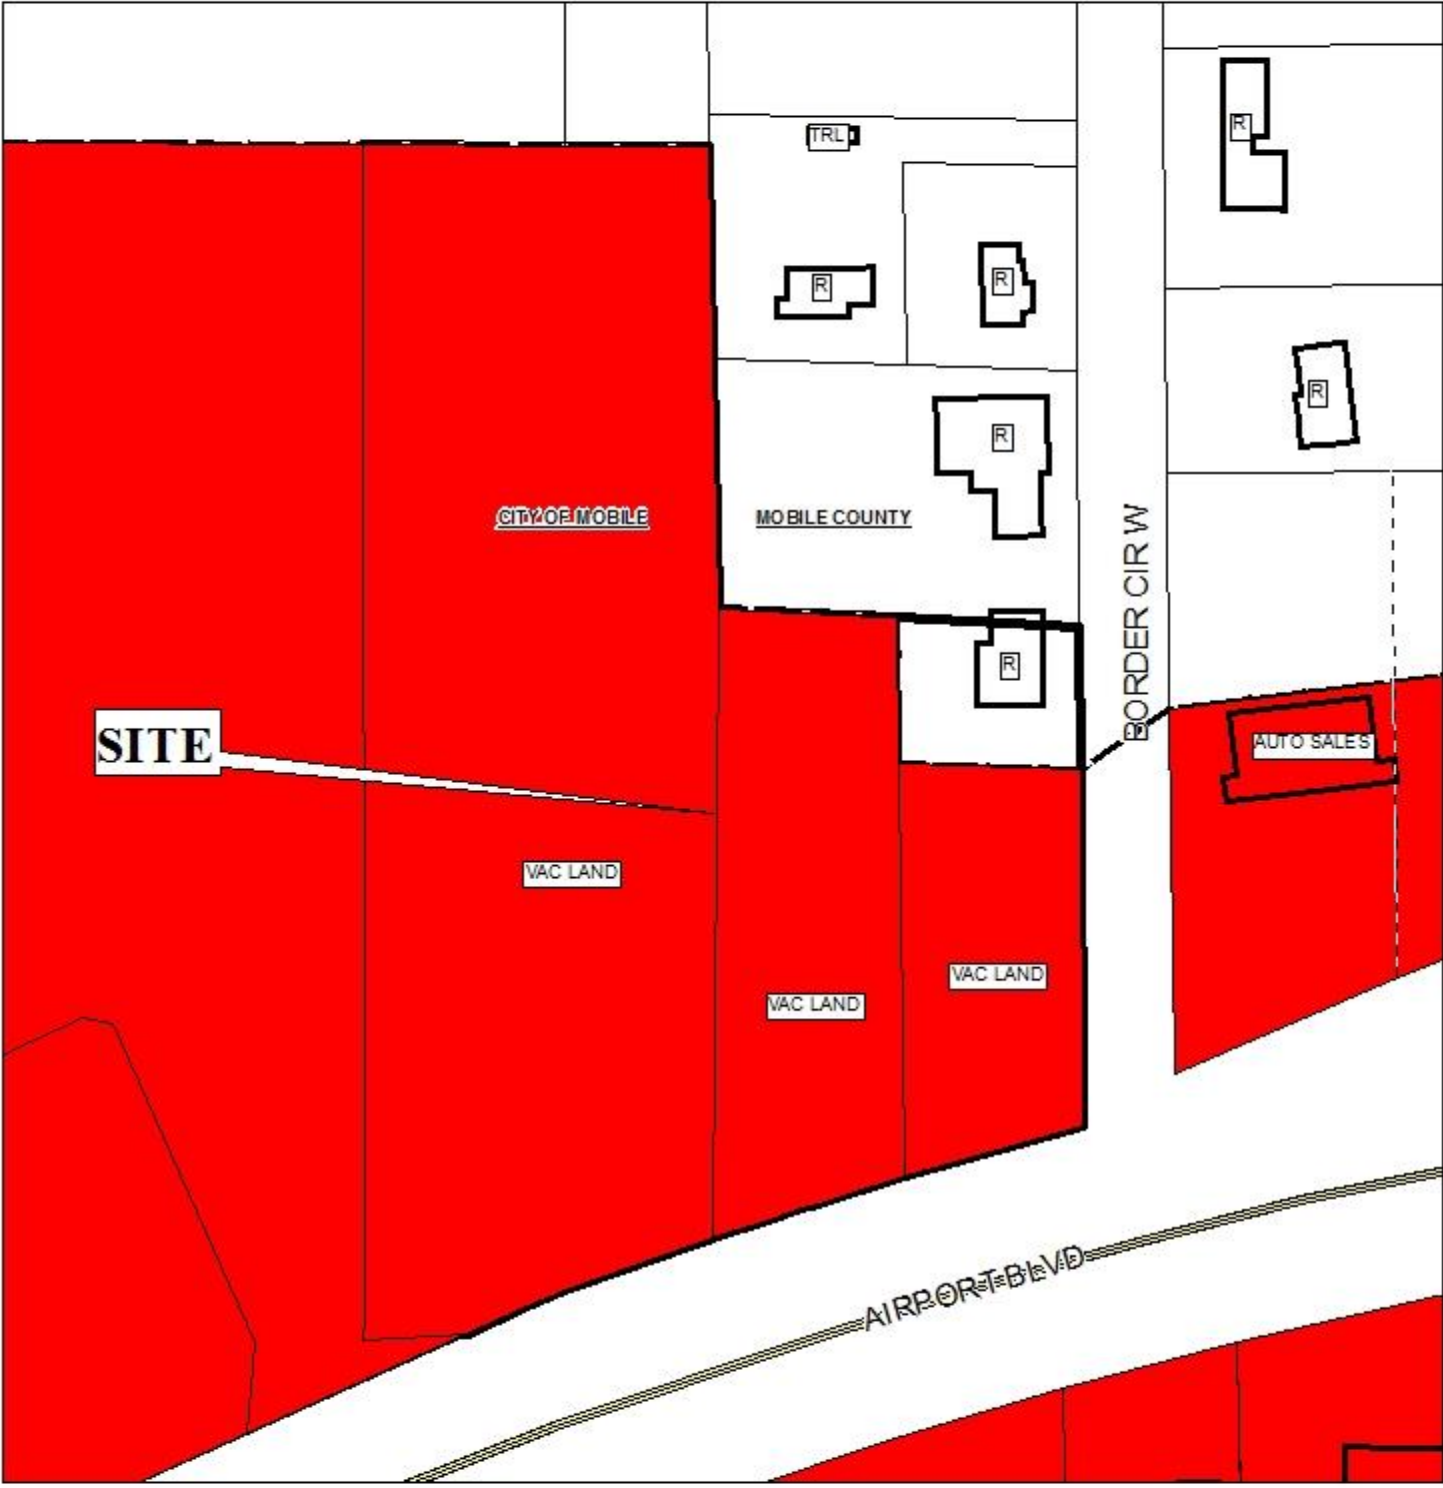 R
TRL
R
R
R
R
CITY OF MOBILE
MOBILE COUNTY
BORDER CIR W
R
SITE
AUTO SALES
VAC LAND
VAC LAND
VAC LAND
AIRPORT BLVD